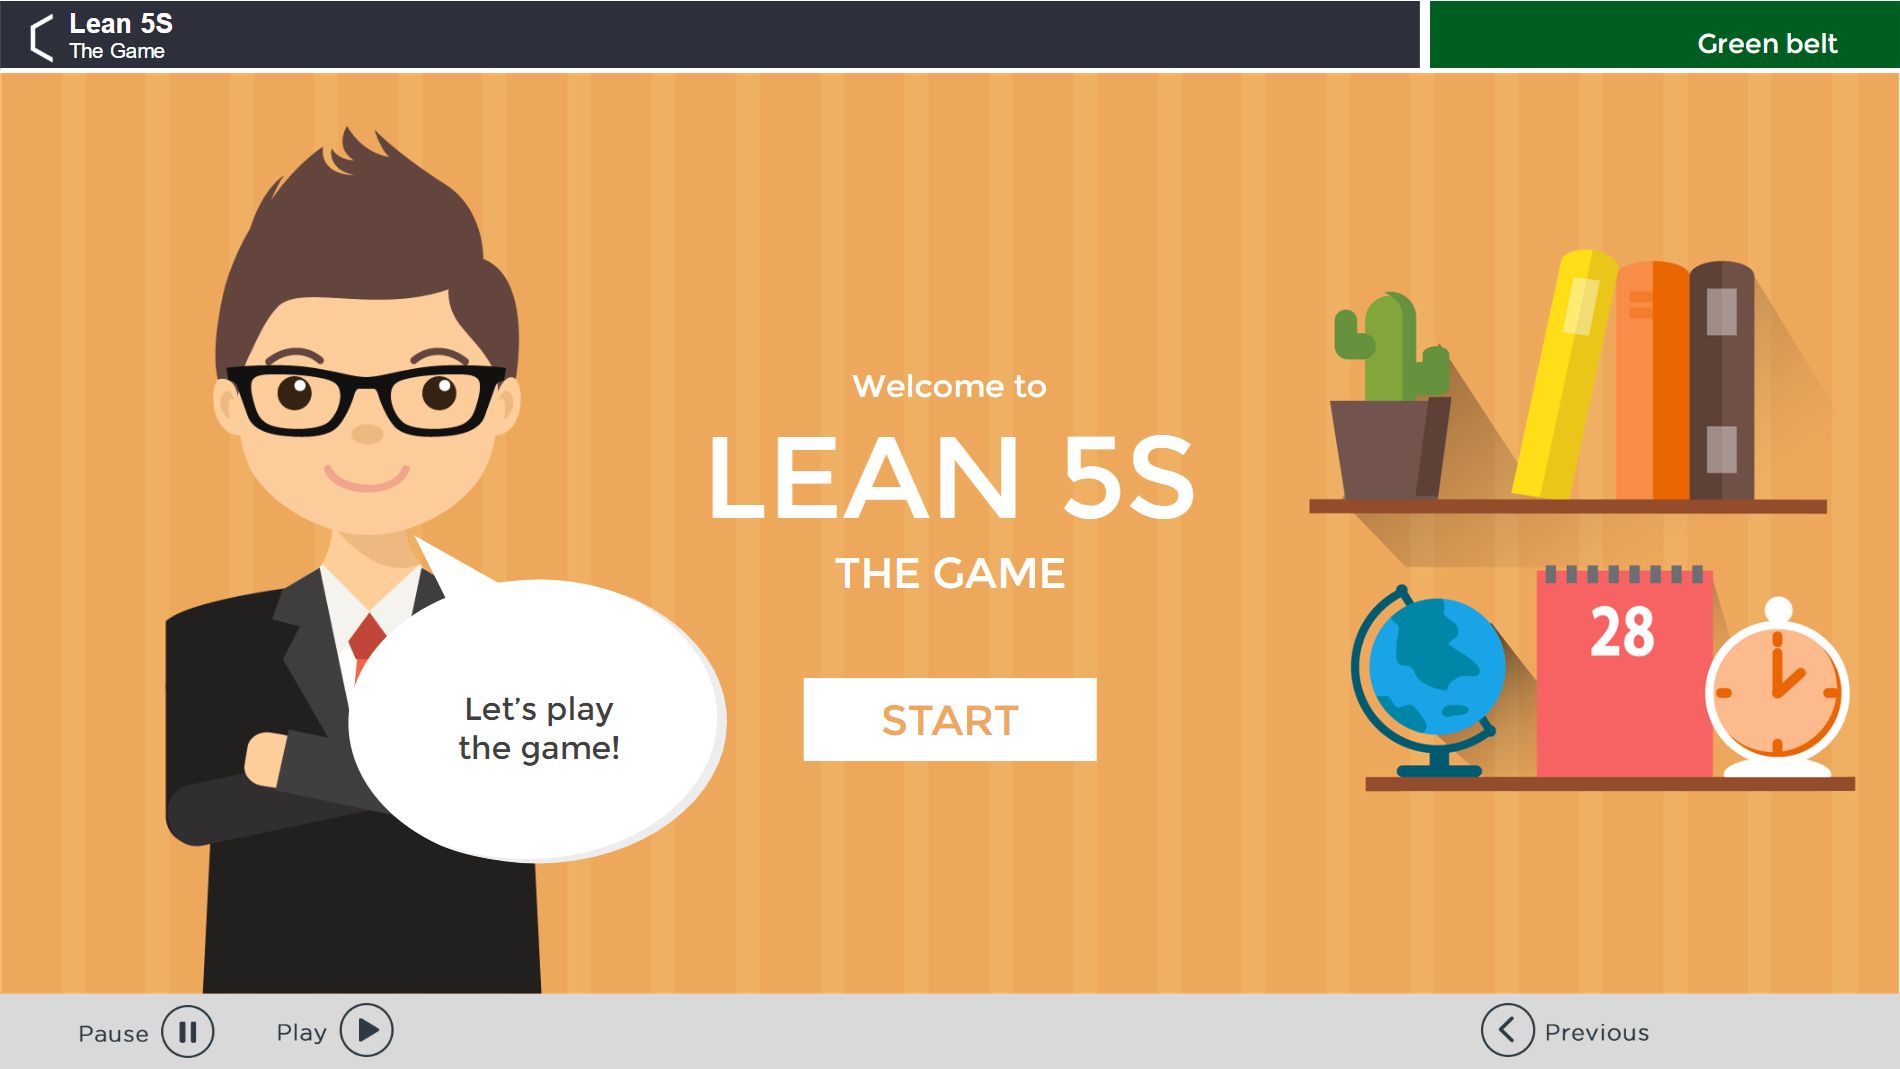 Lean 5S
The Game
Green belt
Welcome to
LEAN 5S
THE GAME
START
Let’s play
the game!
28
Pause
Play
Previous